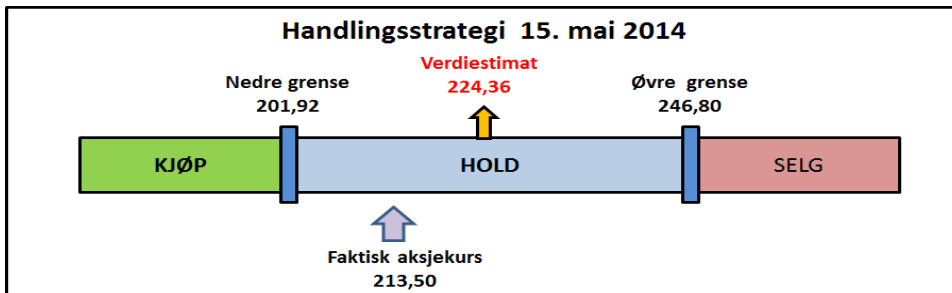 Handlingsstrategi 15. mai 2014
Verdiestimat
224,36
Nedre grense
201,92
Øvre grense
246,80
KJØP
HOLD
SELG
Faktisk aksjekurs
213,50